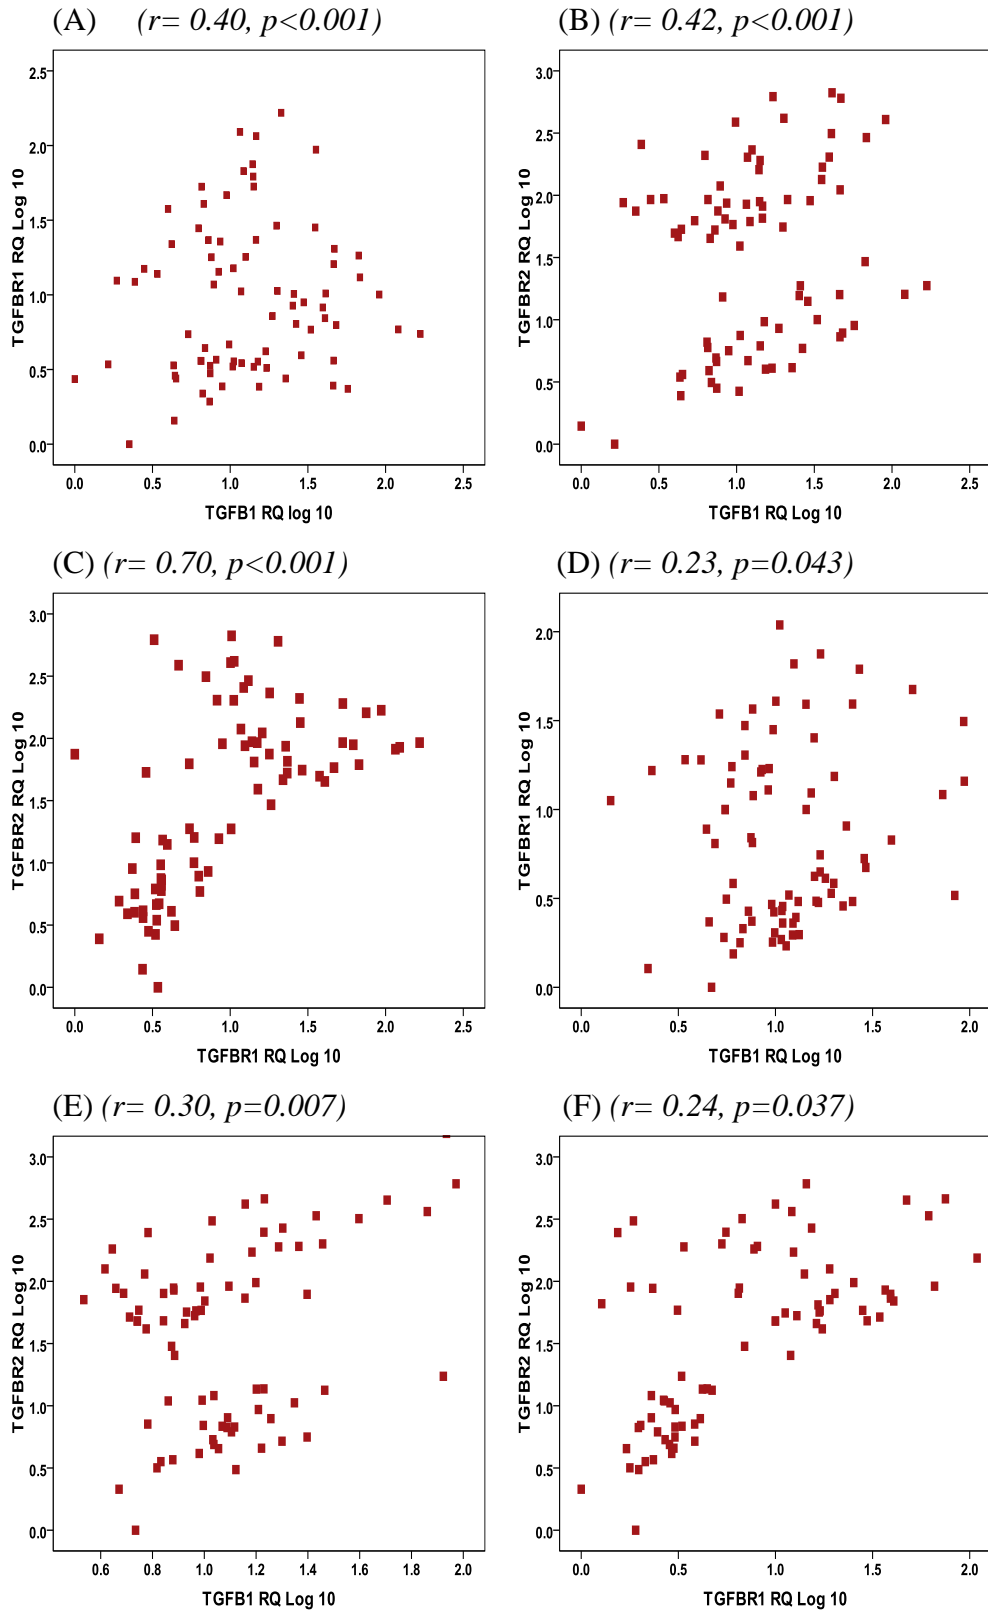 (A) (r= 0.40, p<0.001)
2.5
2.0
1.5
1.0
0.5
0.0
TGFBR1 RQ Log 10
0.0 0.5 1.0 1.5 2.0 2.5
TGFB1 RQ log 10
(B) (r= 0.42, p<0.001)
3.0
2.5
2.0
1.5
1.0
0.5
0.0
TGFBR2 RQ Log 10
0.0 0.5 1.0 1.5 2.0 2.5
TGFB1 RQ Log 10
(C) (r= 0.70, p<0.001)
3.0
2.5
2.0
1.5
1.0
0.5
0.0
TGFBR2 RQ Log 10
0.0 0.5 1.0 1.5 2.0 2.5
TGFBR1 RQ Log 10
(D) (r= 0.23, p=0.043)
2.0
1.5
1.0
0.5
0.0
TGFBR1 RQ Log 10
0.0 0.5 1.0 1.5 2.0
TGFB1 RQ Log 10
(E) (r= 0.30, p=0.007)
3.0
2.5
2.0
1.5
1.0
0.5
0.0
TGFBR2 RQ Log 10
0.6 0.8 1.0 1.2 1.4 1.6 1.8 2.0
TGFB1 RQ Log 10
(F) (r= 0.24, p=0.037)
3.0
2.5
2.0
1.5
1.0
0.5
0.0
TGFBR2 RQ Log 10
0.0 0.5 1.0 1.5 2.0
TGFBR1 RQ Log 10